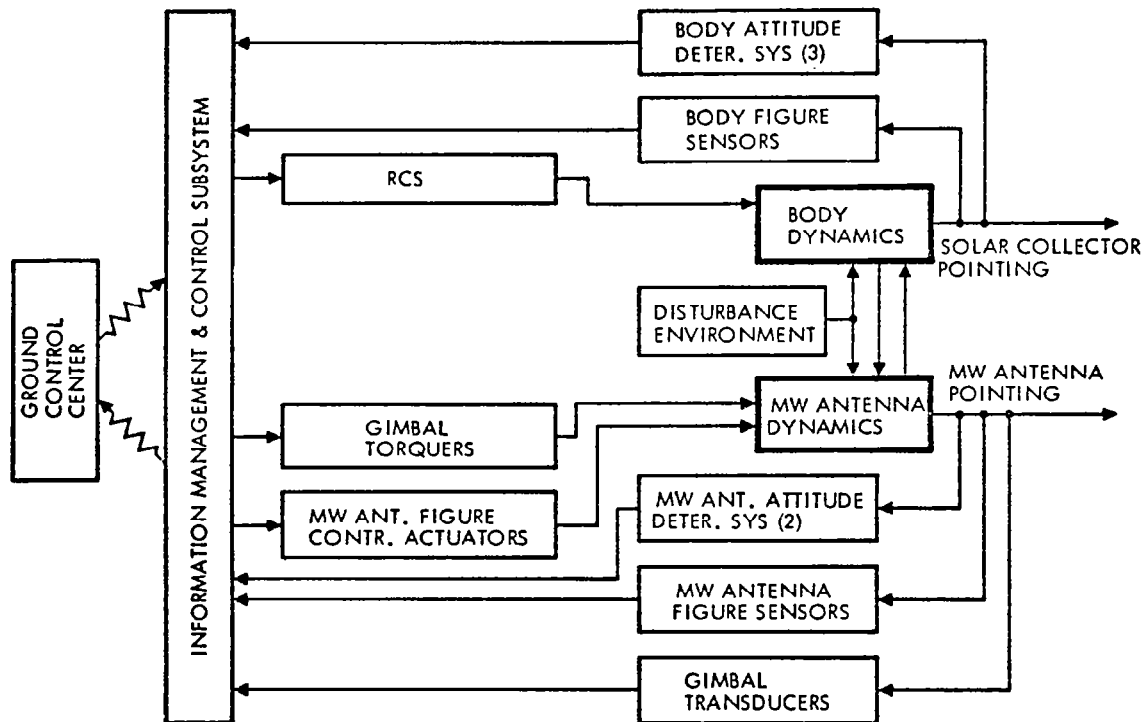 BODY ATTITUDE
DETER. SYS (3)
BODY FIGURE
SENSORS
RCS
BODY
DYNAMICS
SOLAR COLLECTOR
POINTING
INFORMATION MANAGEMENT & CONTROL SUBSYSTEM
GROUND
CONTROL
CENTER
DISTURBANCE
ENVIRONMENT
MW ANTENNA
POINTING
MW ANTENNA
DYNAMICS
GIMBAL
TORQUERS
MW ANT. FIGURE
CONTR. ACTUATORS
MW ANT. ATTITUDE
DETER. SYS (2)
MW ANTENNA
FIGURE SENSORS
GIMBAL
TRANSDUCERS